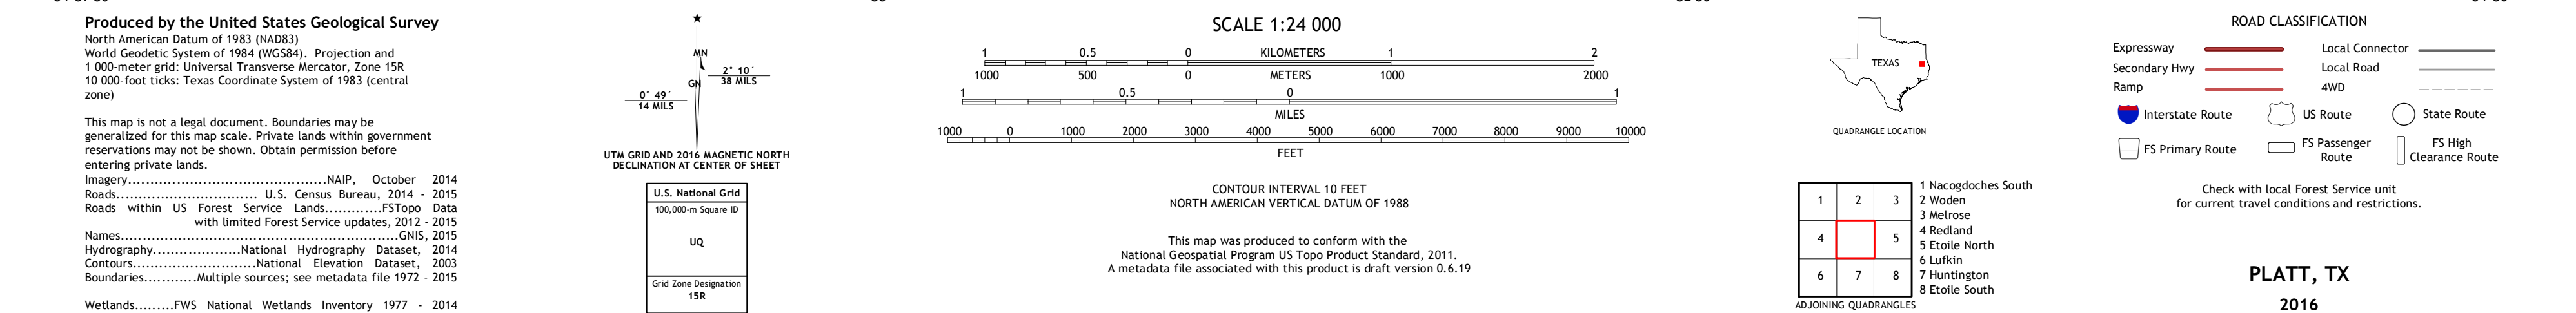 Produced by the United States Geological Survey
North American Datum of 1983 (NAD83)
World Geodetic System of 1984 (WGS84). Projection and
1 000-meter grid: Universal Transverse Mercator, Zone 15R
10 000-foot ticks: Texas Coordinate System of 1983 (central
zone)
This map is not a legal document. Boundaries may be
generalized for this map scale. Private lands within government
reservations may not be shown. Obtain permission before
entering private lands.
Imagery............................................NAIP, October 2014
Roads............................... U.S. Census Bureau, 2014 - 2015
Roads within US Forest Service Lands.............FSTopo Data
with limited Forest Service updates, 2012 - 2015
Names............................................................GNIS, 2015
Hydrography...................National Hydrography Dataset, 2014
Contours...........................National Elevation Dataset, 2003
Boundaries...........Multiple sources; see metadata file 1972 - 2015
Wetlands.........FWS National Wetlands Inventory 1977 - 2014
MN
GN
2° 10´
38 MILS
0° 49´
14 MILS
UTM GRID AND 2016 MAGNETIC NORTH
DECLINATION AT CENTER OF SHEET
U.S. National Grid
100,000-m Square ID
UQ
Grid Zone Designation
15R
SCALE 1:24 000
1 0.5 0 KILOMETERS 1 2
1000 500 0 METERS 1000 2000
1 0.5 0 1
MILES
1000 0 1000 2000 3000 4000 5000 6000 7000 8000 9000 10000
FEET
CONTOUR INTERVAL 10 FEET
NORTH AMERICAN VERTICAL DATUM OF 1988
This map was produced to conform with the
National Geospatial Program US Topo Product Standard, 2011.
A metadata file associated with this product is draft version 0.6.19
TEXAS
QUADRANGLE LOCATION
1 2 3
4 5
6 7 8
ADJOINING QUADRANGLES
1 Nacogdoches South
2 Woden
3 Melrose
4 Redland
5 Etoile North
6 Lufkin
7 Huntington
8 Etoile South
ROAD CLASSIFICATION
Expressway Local Connector
Secondary Hwy Local Road
Ramp 4WD
Interstate Route US Route State Route
FS Primary Route FS Passenger Route FS High Clearance Route
Check with local Forest Service unit
for current travel conditions and restrictions.
PLATT, TX
2016